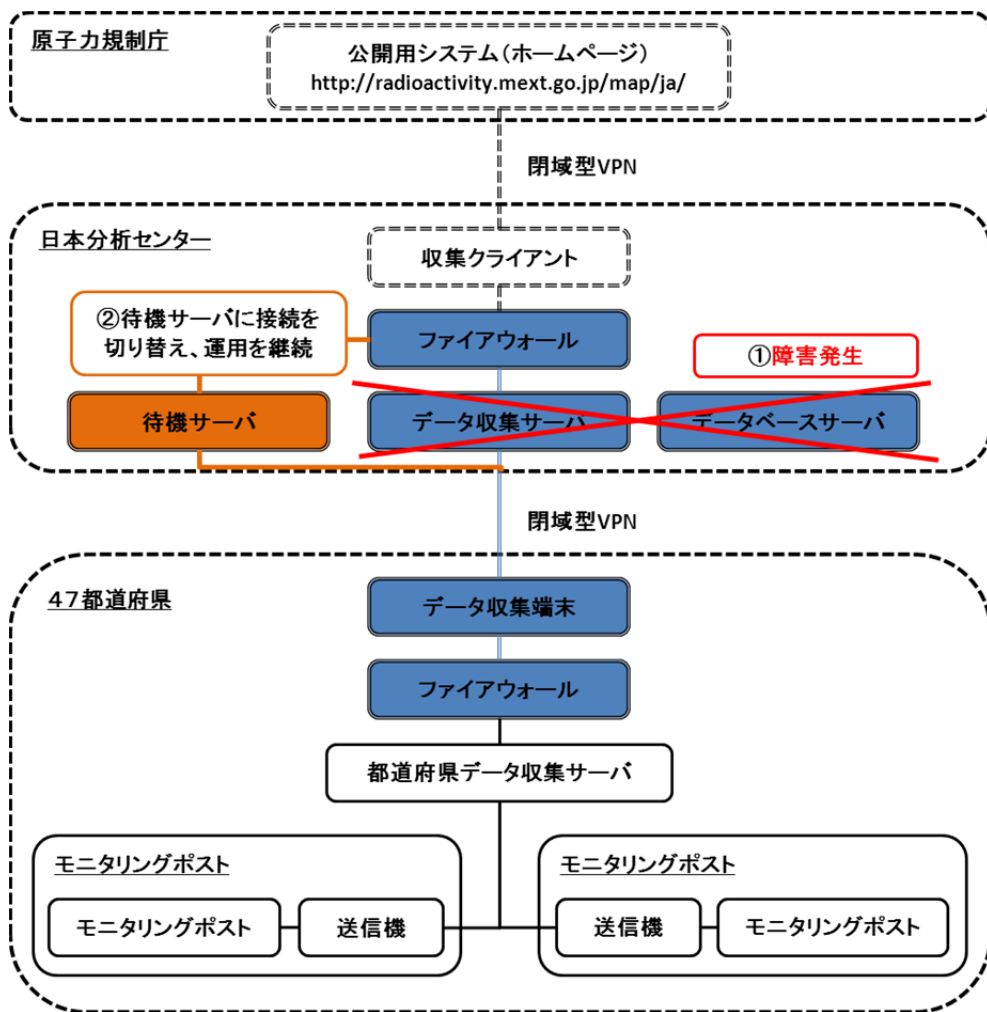 原子力規制庁
公開用システム（ホームページ）
http://radioactivity.mext.go.jp/map/ja/
閉域型VPN
日本分析センター
収集クライアント
②待機サーバに接続を
切り替え、運用を継続
ファイアウォール
①障害発生
待機サーバ
データ収集サーバ
データベースサーバ
閉域型VPN
４７都道府県
データ収集端末
ファイアウォール
都道府県データ収集サーバ
モニタリングポスト
モニタリングポスト
送信機
モニタリングポスト
送信機
モニタリングポスト